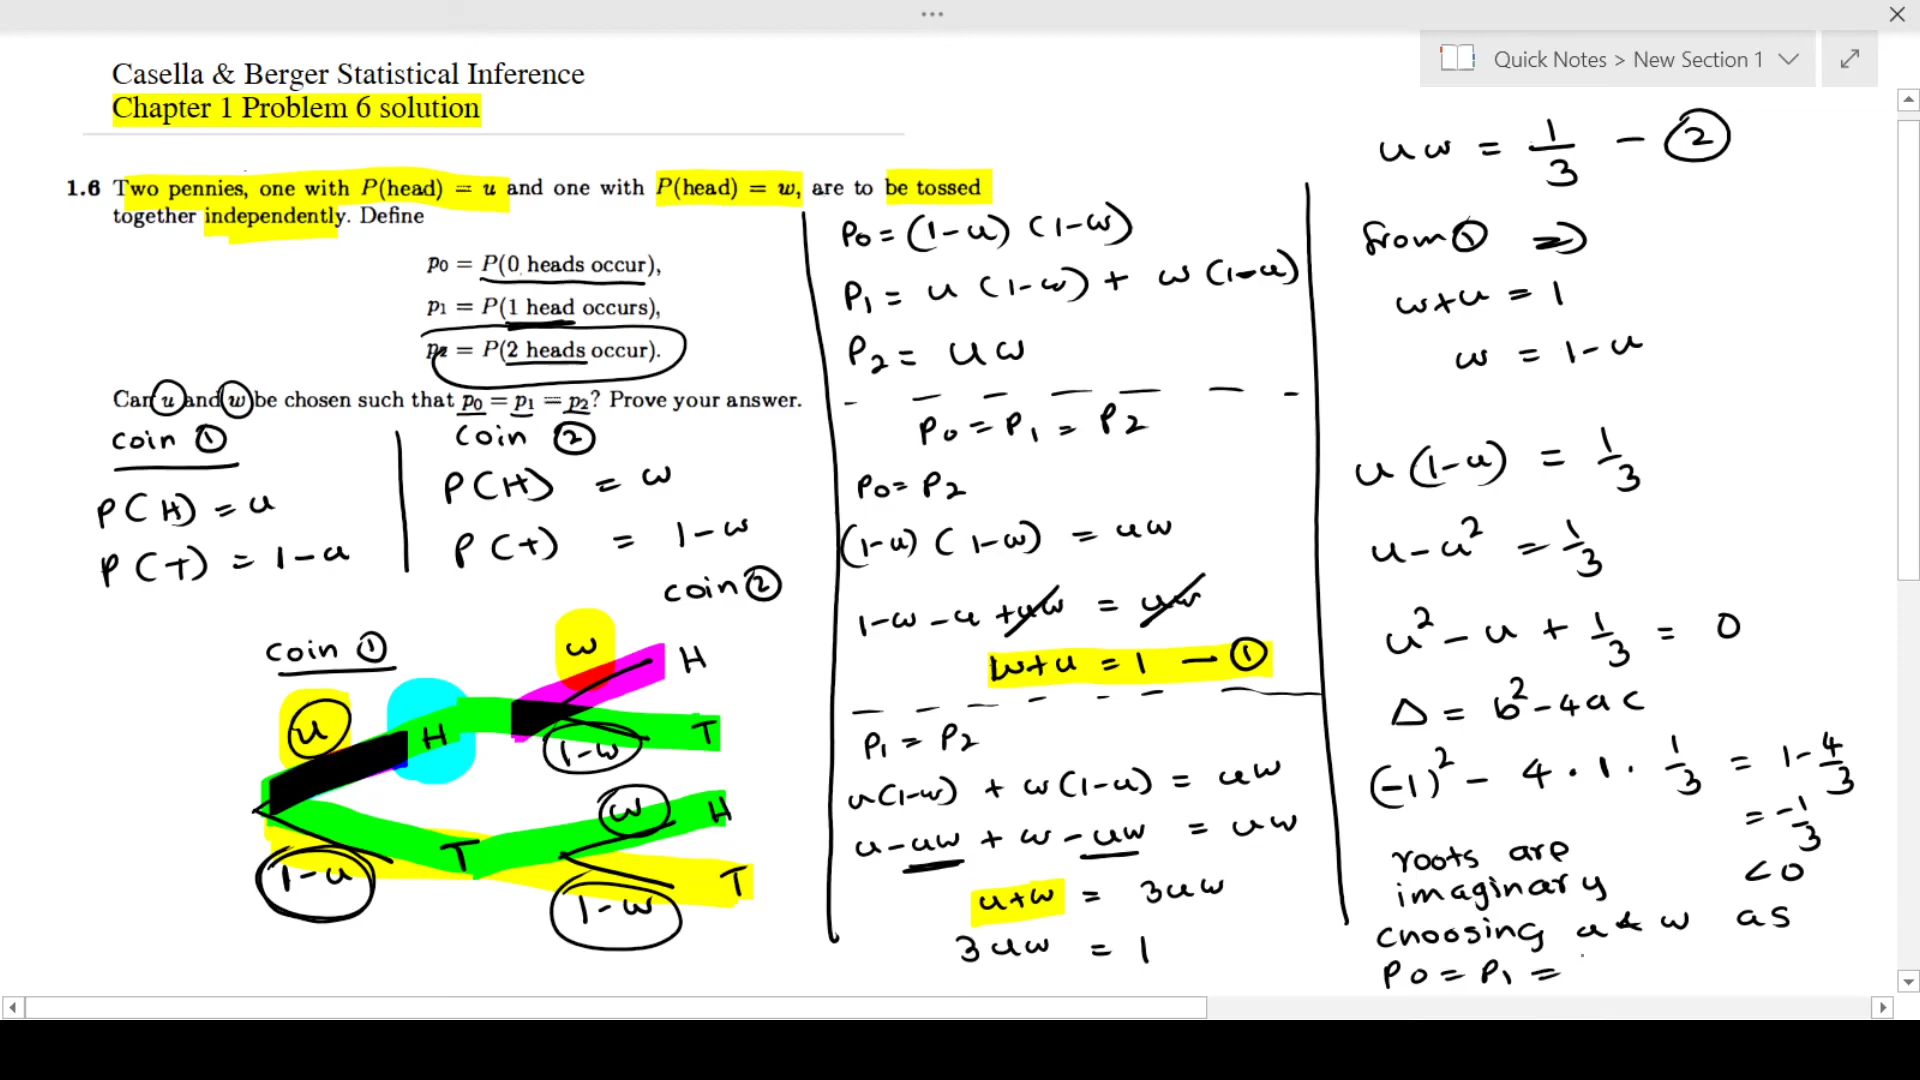 Quick Notes > New Section 1
Casella & Berger Statistical Inference
Chapter 1 Problem 6 solution
1.6 Two pennies, one with P(head) = u and one with P(head) = w, are to be tossed
together independently. Define
p0 = P(0 heads occur),
p1 = P(1 head occurs),
p2 = P(2 heads occur).
Can u and w be chosen such that p0 = p1 = p2? Prove your answer.
coin ①
P(H) = u
P(T) = 1-u
coin ②
P(H) = w
P(T) = 1-w
coin ②
coin ①
w
H
u
H
1-w
T
w
H
1-u
T
1-w
T
P0 = (1-u) (1-w)
P1 = u (1-w) + w (1-u)
P2 = uw
P0 = P1 = P2
P0 = P2
(1-u) (1-w) = uw
1-w-u+uw = uw
w+u = 1 — ①
P1 = P2
u(1-w) + w(1-u) = uw
u-uw + w-uw = uw
u+w = 3uw
3uw = 1
uw = 1/3 — ②
from ① ⇒
w+u = 1
w = 1-u
u(1-u) = 1/3
u-u² = 1/3
u²-u+1/3 = 0
Δ = b²-4ac
(-1)² - 4·1·1/3 = 1-4/3
= -1/3
<0
roots are
imaginary
choosing u & w as
P0 = P1 =